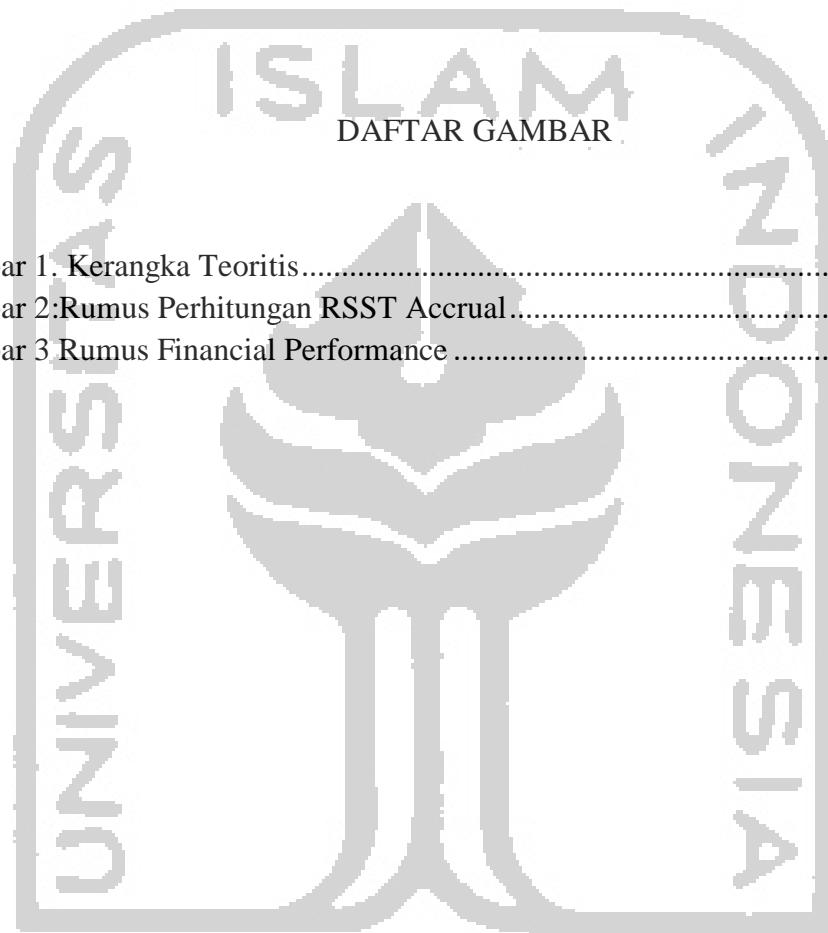 ISLAM
UNIVERSITAS
INDONESIA
DAFTAR GAMBAR
ar 1. Kerangka Teoritis........................................................................
ar 2:Rumus Perhitungan RSST Accrual............................................
ar 3 Rumus Financial Performance ....................................................